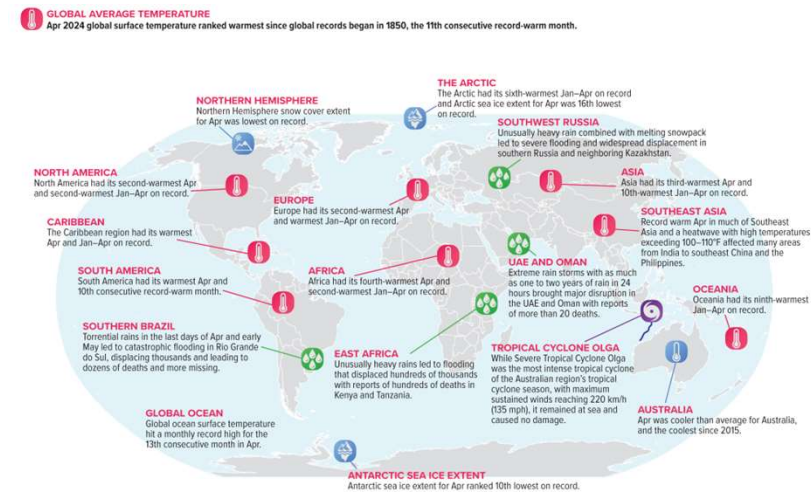 GLOBAL AVERAGE TEMPERATURE
Apr 2024 global surface temperature ranked warmest since global records began in 1850, the 11th consecutive record-warm month.
THE ARCTIC
The Arctic had its sixth-warmest Jan–Apr on record
and Arctic sea ice extent for Apr was 16th lowest
on record.
NORTHERN HEMISPHERE
Northern Hemisphere snow cover extent
for Apr was lowest on record.
SOUTHWEST RUSSIA
Unusually heavy rain combined with melting snowpack
led to severe flooding and widespread displacement in
southern Russia and neighboring Kazakhstan.
NORTH AMERICA
North America had its second-warmest Apr
and second-warmest Jan–Apr on record.
EUROPE
Europe had its second-warmest Apr
and warmest Jan–Apr on record.
ASIA
Asia had its third-warmest Apr and
10th-warmest Jan–Apr on record.
CARIBBEAN
The Caribbean region had its warmest
Apr and Jan–Apr on record.
SOUTHEAST ASIA
Record warm Apr in much of Southeast
Asia and a heatwave with high temperatures
exceeding 100–110°F affected many areas
from India to southeast China and the
Philippines.
SOUTH AMERICA
South America had its warmest Apr and
10th consecutive record-warm month.
AFRICA
Africa had its fourth-warmest Apr and
second-warmest Jan–Apr on record.
UAE AND OMAN
Extreme rain storms with as much
as one to two years of rain in 24
hours brought major disruption in
the UAE and Oman with reports
of more than 20 deaths.
OCEANIA
Oceania had its ninth-warmest
Jan–Apr on record.
SOUTHERN BRAZIL
Torrential rains in the last days of Apr and early
May led to catastrophic flooding in Rio Grande
do Sul, displacing thousands and leading to
dozens of deaths and more missing.
EAST AFRICA
Unusually heavy rains led to flooding
that displaced hundreds of thousands
with reports of hundreds of deaths in
Kenya and Tanzania.
TROPICAL CYCLONE OLGA
While Severe Tropical Cyclone Olga
was the most intense tropical cyclone
of the Australian region's tropical
cyclone season, with maximum
sustained winds reaching 220 km/h
(135 mph), it remained at sea and
caused no damage.
GLOBAL OCEAN
Global ocean surface temperature
hit a monthly record high for the
13th consecutive month in Apr.
AUSTRALIA
Apr was cooler than average for Australia,
and the coolest since 2015.
ANTARCTIC SEA ICE EXTENT
Antarctic sea ice extent for Apr ranked 10th lowest on record.